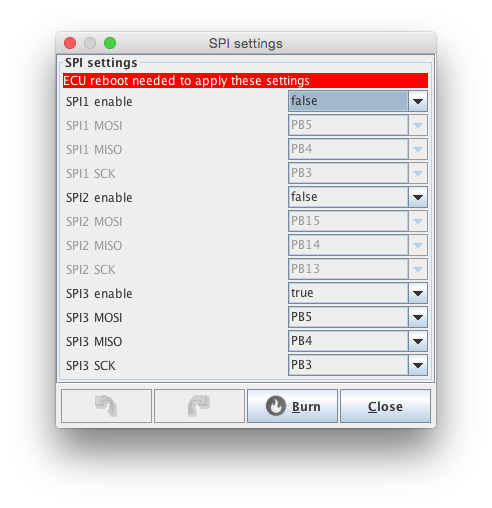 SPI settings
SPI settings
ECU reboot needed to apply these settings
SPI1 enable false
SPI1 MOSI PB5
SPI1 MISO PB4
SPI1 SCK PB3
SPI2 enable false
SPI2 MOSI PB15
SPI2 MISO PB14
SPI2 SCK PB13
SPI3 enable true
SPI3 MOSI PB5
SPI3 MISO PB4
SPI3 SCK PB3
Burn Close